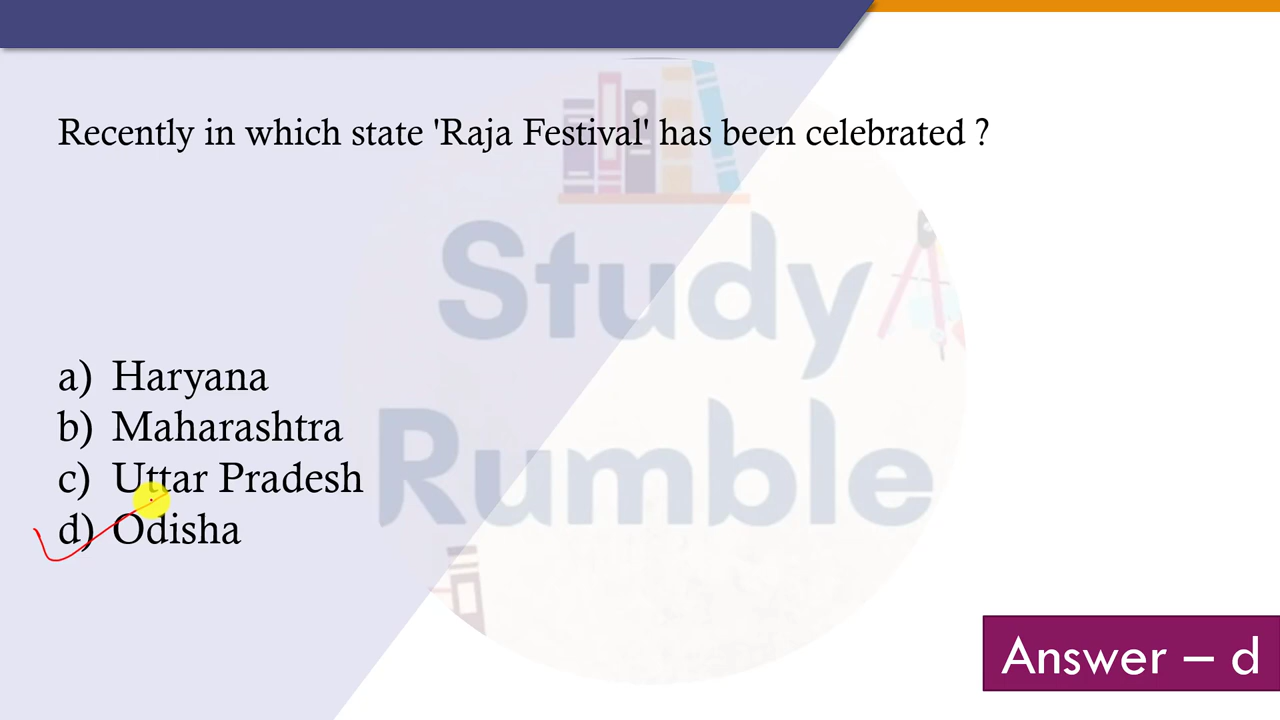 Recently in which state 'Raja Festival' has been celebrated ?
Study
Rumble
a) Haryana
b) Maharashtra
c) Uttar Pradesh
d) Odisha
Answer – d